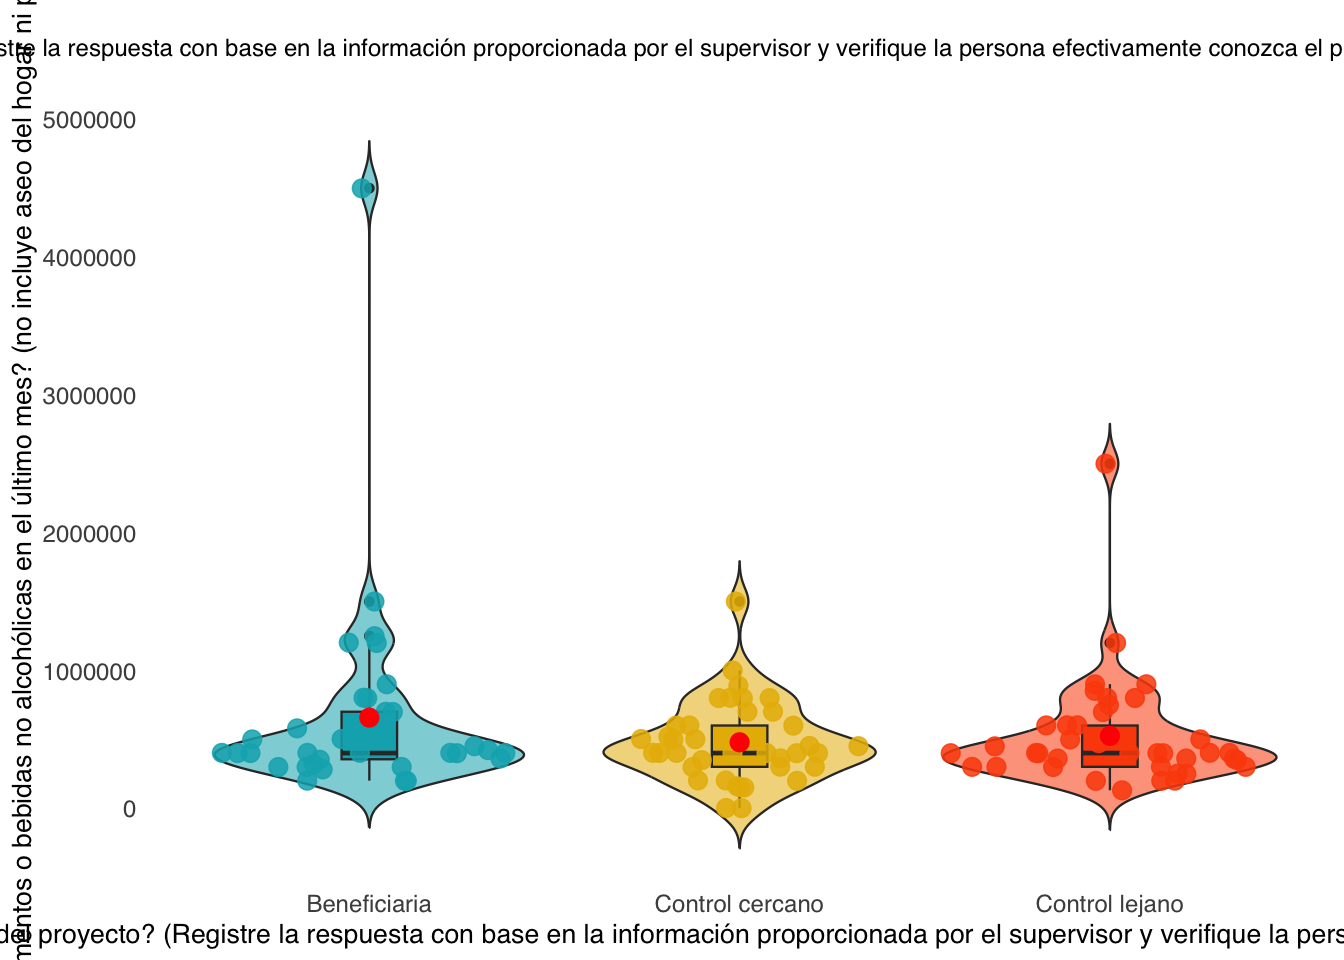 la respuesta con base en la información proporcionada por el supervisor y verifique la persona efectivamente conozca el
o bebidas no alcohólicas en el último mes? (no incluye aseo del hogar ni
5000000
4000000
3000000
2000000
1000000
0
Beneficiaria
Control cercano
Control lejano
del proyecto? (Registre la respuesta con base en la información proporcionada por el supervisor y verifique la